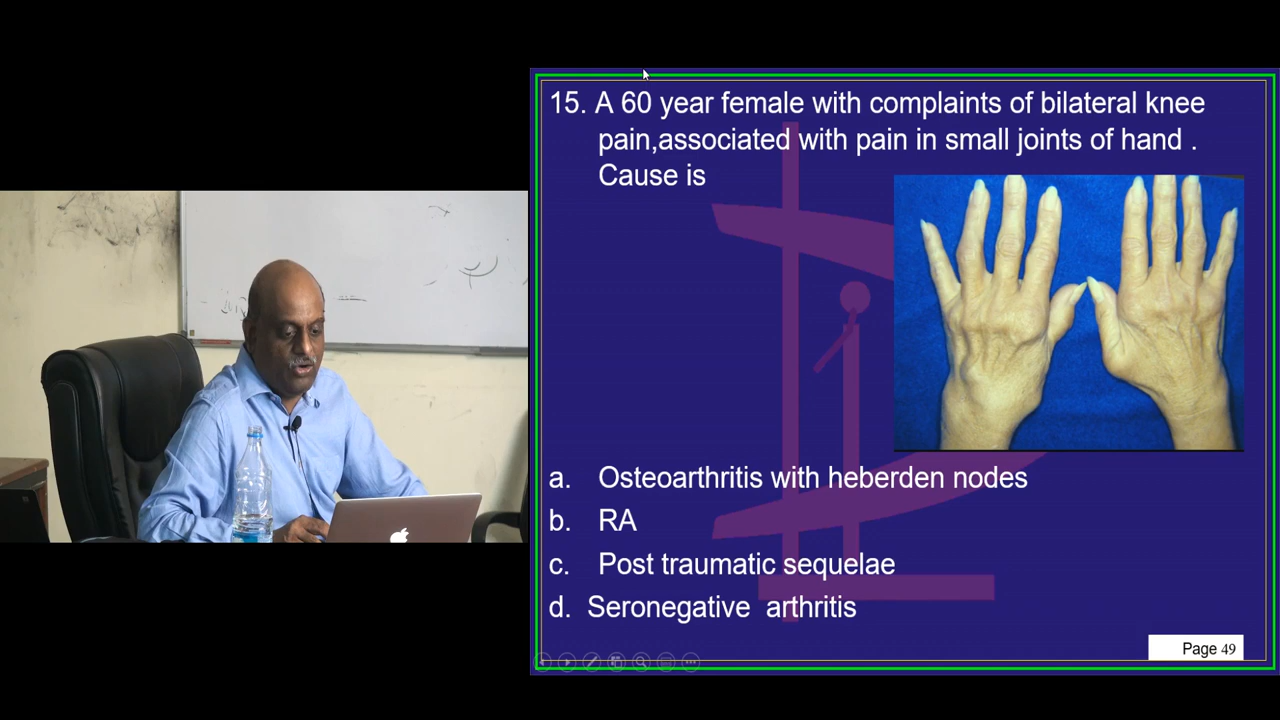 15. A 60 year female with complaints of bilateral knee
pain,associated with pain in small joints of hand .
Cause is
a. Osteoarthritis with heberden nodes
b. RA
c. Post traumatic sequelae
d. Seronegative arthritis
Page 49